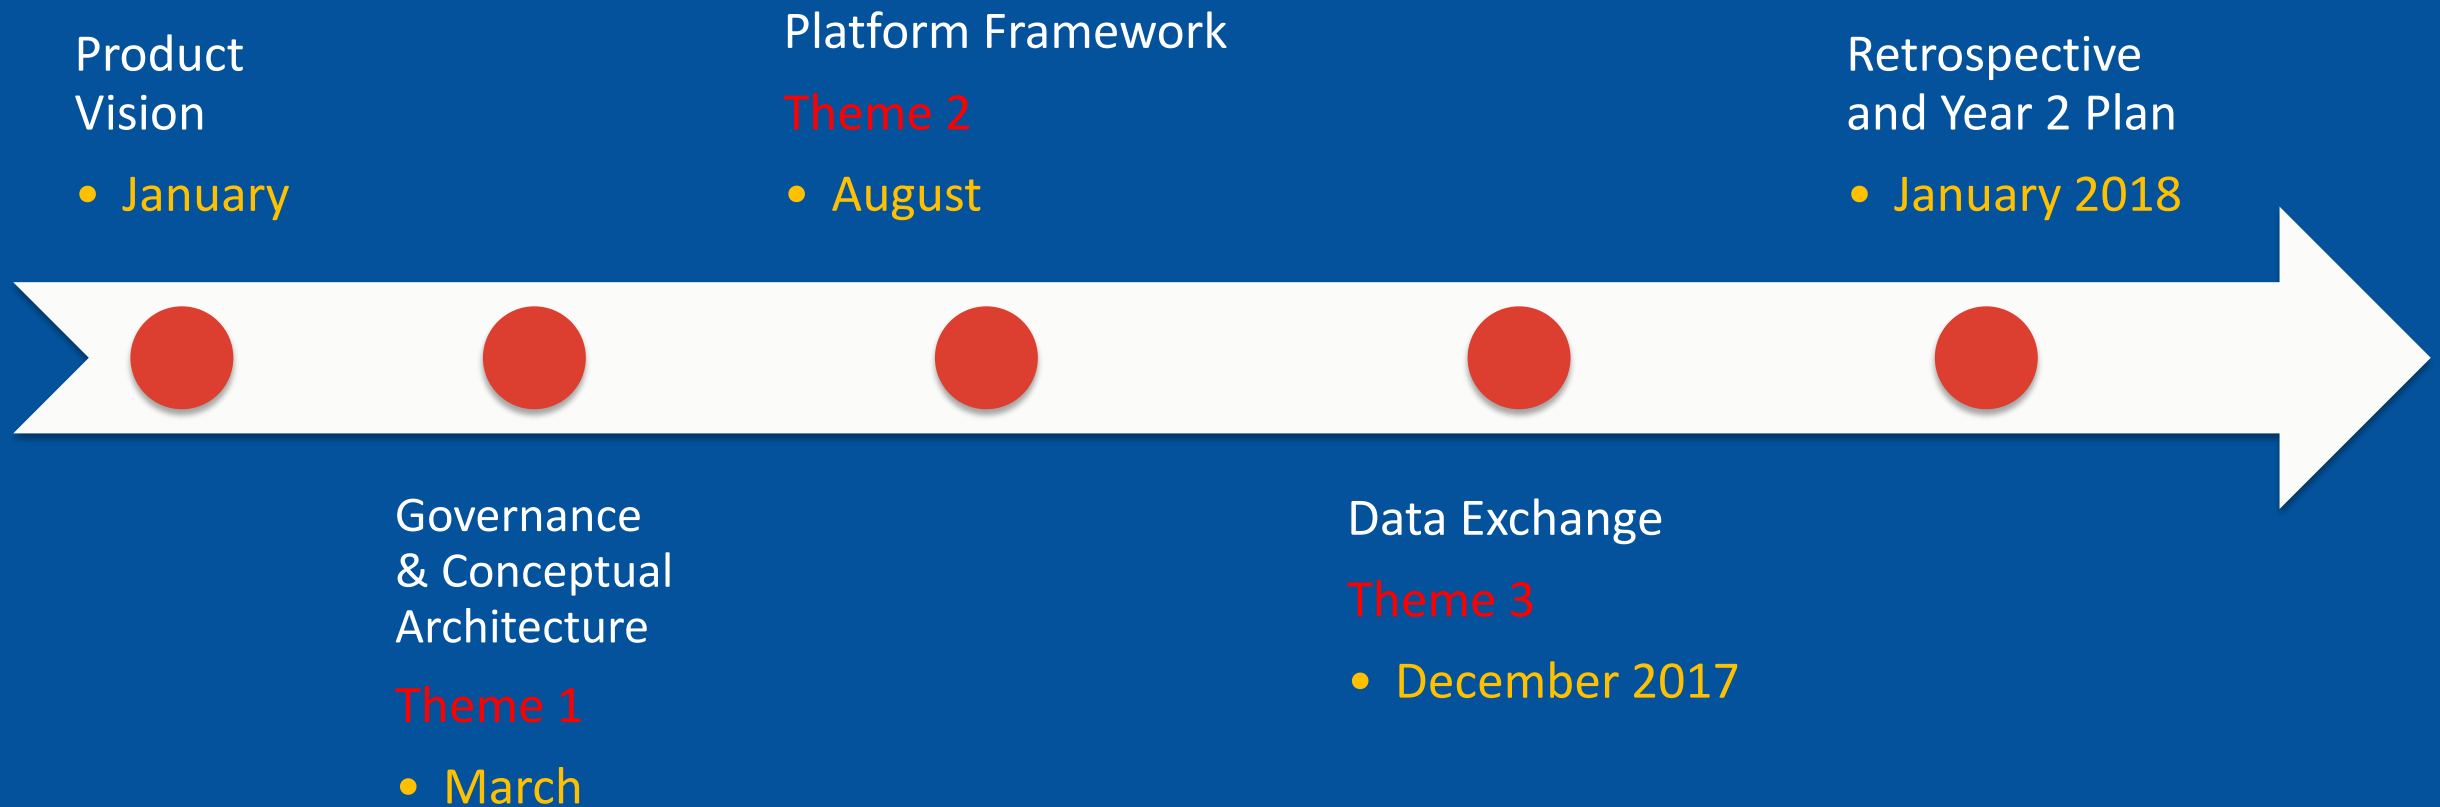 Product
Vision
• January
Governance
& Conceptual
Architecture
Theme 1
• March
Platform Framework
Theme 2
• August
Data Exchange
Theme 3
• December 2017
Retrospective
and Year 2 Plan
• January 2018